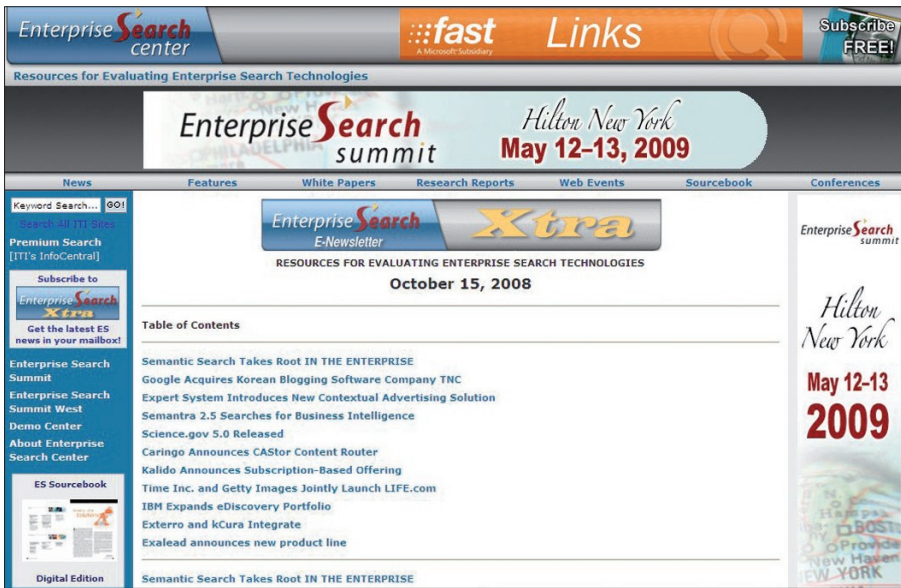 Enterprise Search center
fast
A Microsoft Subsidiary
Links
Subscribe
FREE!
Resources for Evaluating Enterprise Search Technologies
Enterprise Search summit
Hilton New York
May 12–13, 2009
News Features White Papers Research Reports Web Events Sourcebook Conferences
Keyword Search... GO!
Search All ITI Sites
Premium Search
[ITI's InfoCentral]
Subscribe to
Enterprise Search
Xtra
Get the latest ES
news in your mailbox!
Enterprise Search
Summit
Enterprise Search
Summit West
Demo Center
About Enterprise
Search Center
ES Sourcebook
Digital Edition
Enterprise Search
E-Newsletter
Xtra
RESOURCES FOR EVALUATING ENTERPRISE SEARCH TECHNOLOGIES
October 15, 2008
Table of Contents
Semantic Search Takes Root IN THE ENTERPRISE
Google Acquires Korean Blogging Software Company TNC
Expert System Introduces New Contextual Advertising Solution
Semantra 2.5 Searches for Business Intelligence
Science.gov 5.0 Released
Caringo Announces CAStor Content Router
Kalido Announces Subscription-Based Offering
Time Inc. and Getty Images Jointly Launch LIFE.com
IBM Expands eDiscovery Portfolio
Exterro and kCura Integrate
Exalead announces new product line
Semantic Search Takes Root IN THE ENTERPRISE
Enterprise Search
summit
Hilton
New York
May 12–13
2009
BOST
Provide
New Haven
NEW YORK